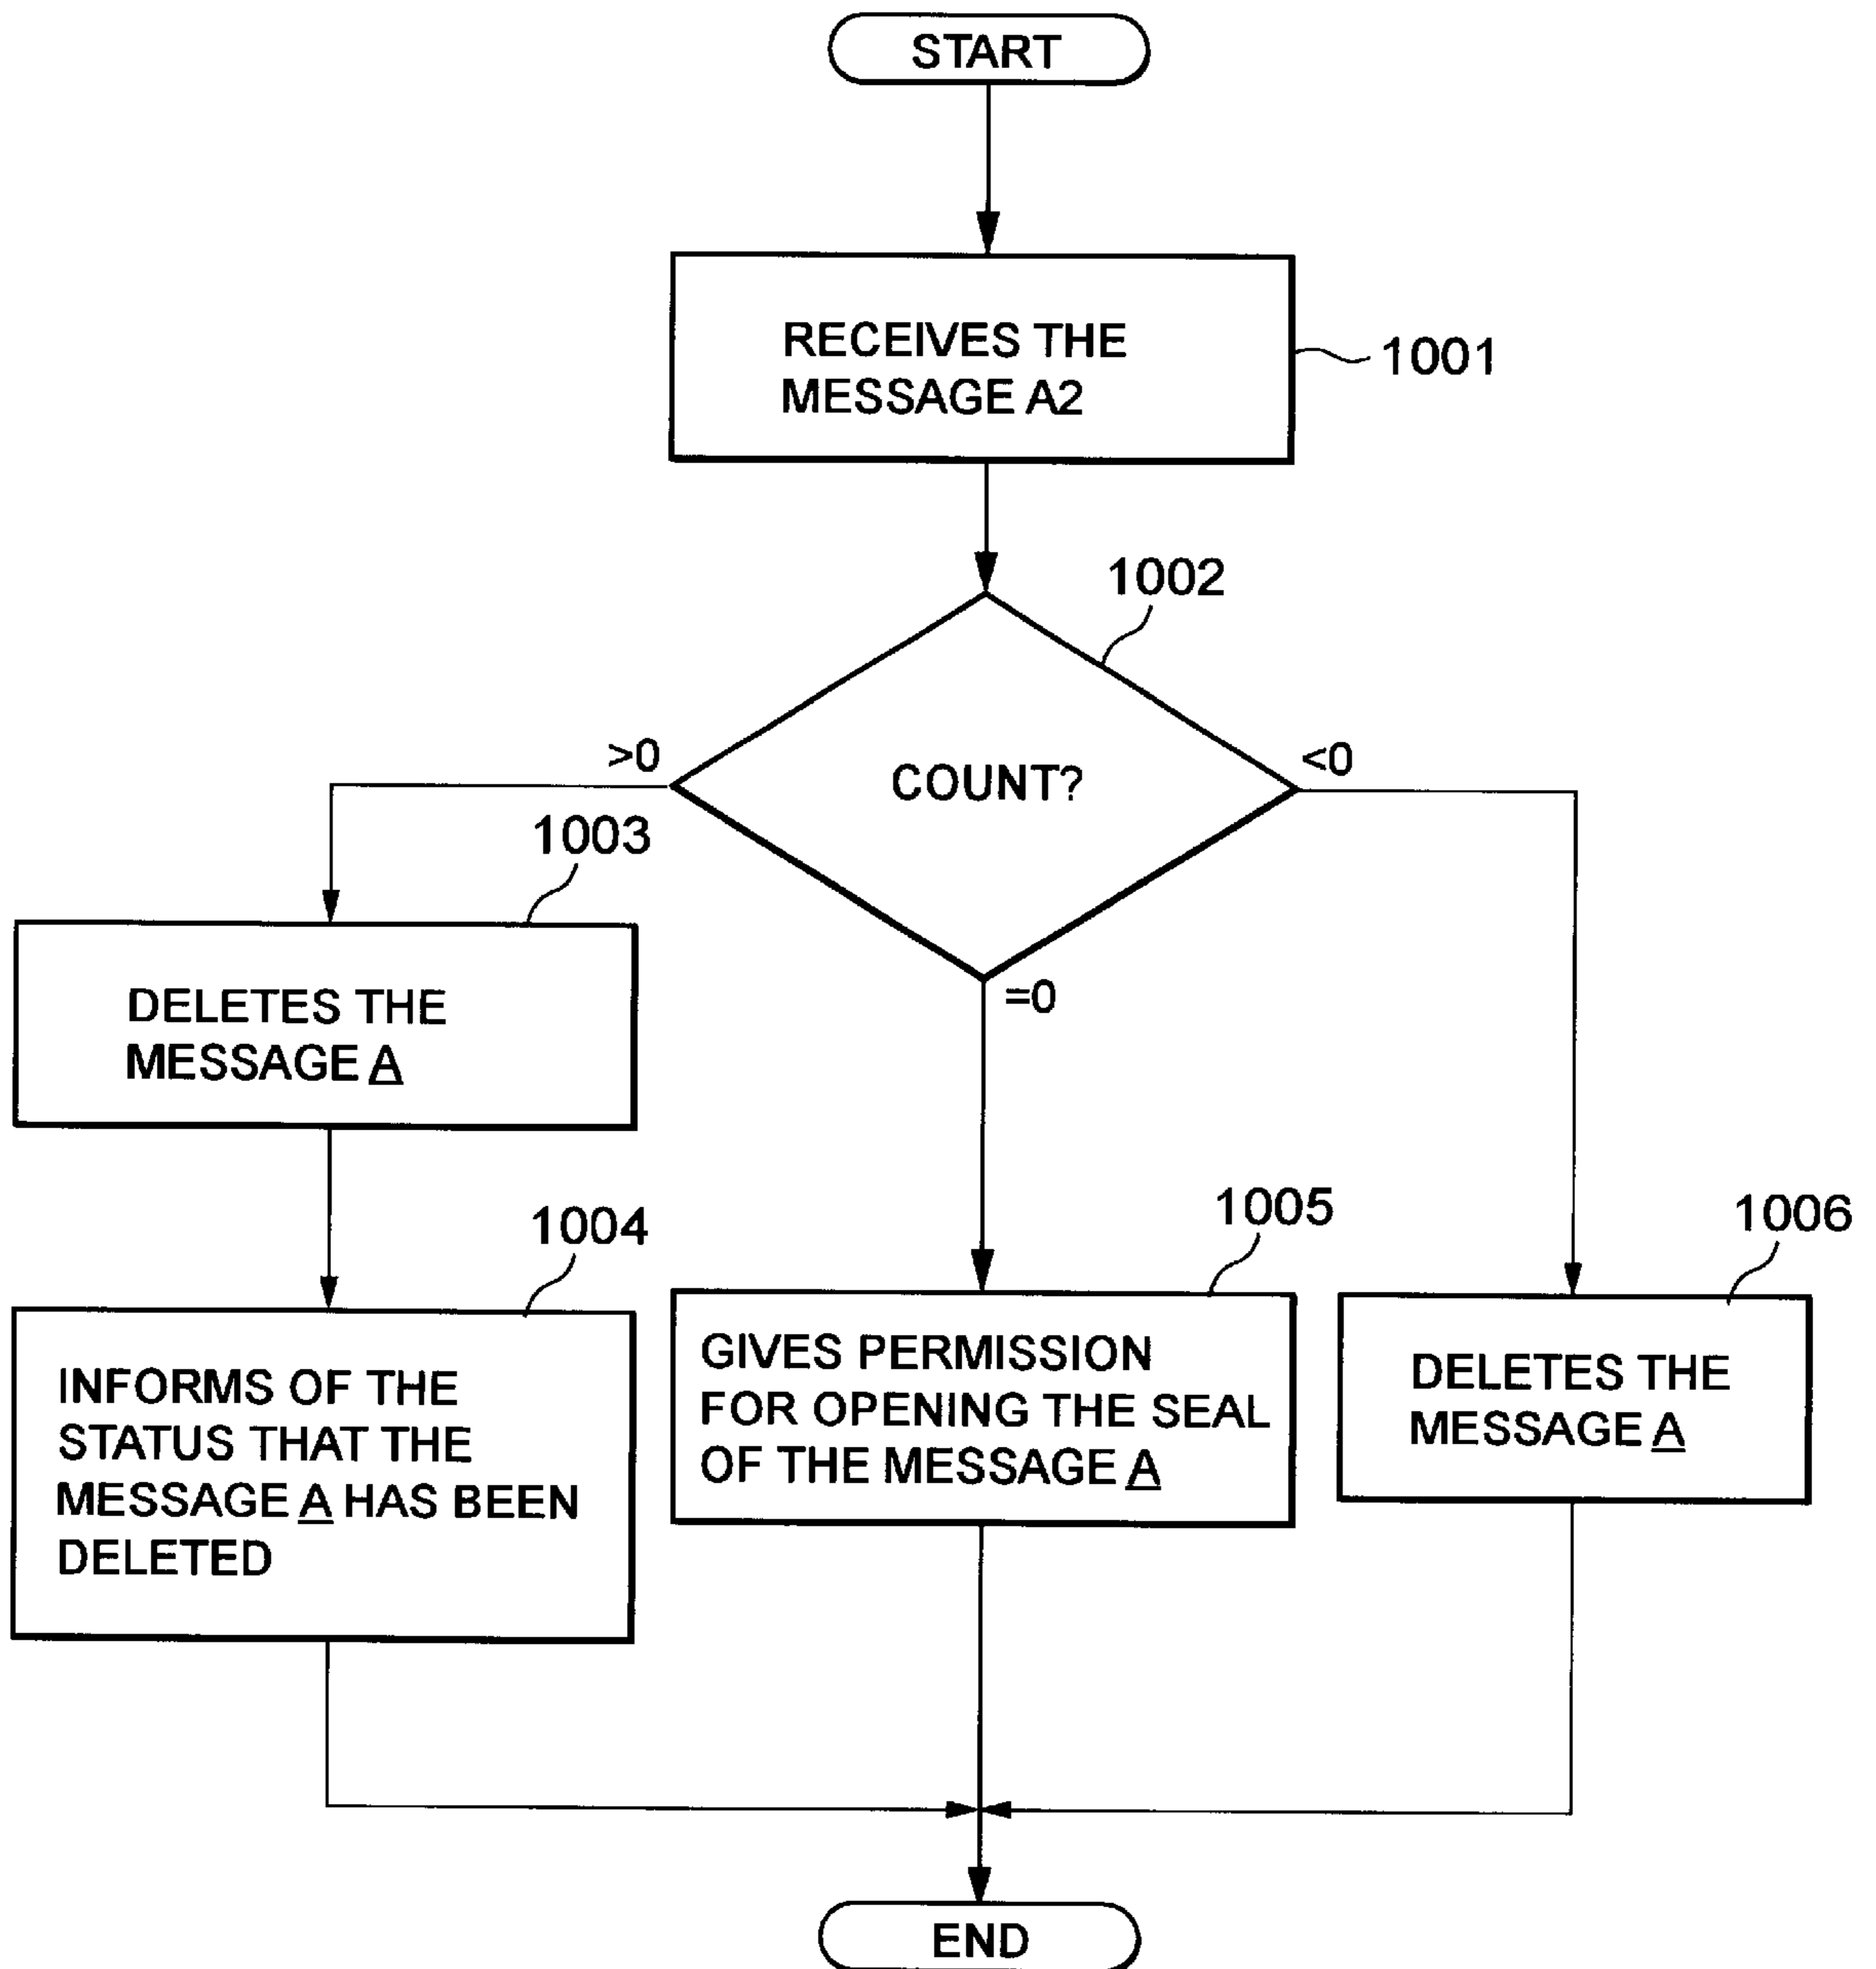 START
RECEIVES THE
MESSAGE A2
1001
1002
COUNT?
>0
<0
=0
1003
DELETES THE
MESSAGE A
1004
INFORMS OF THE
STATUS THAT THE
MESSAGE A HAS BEEN
DELETED
1005
GIVES PERMISSION
FOR OPENING THE SEAL
OF THE MESSAGE A
1006
DELETES THE
MESSAGE A
END